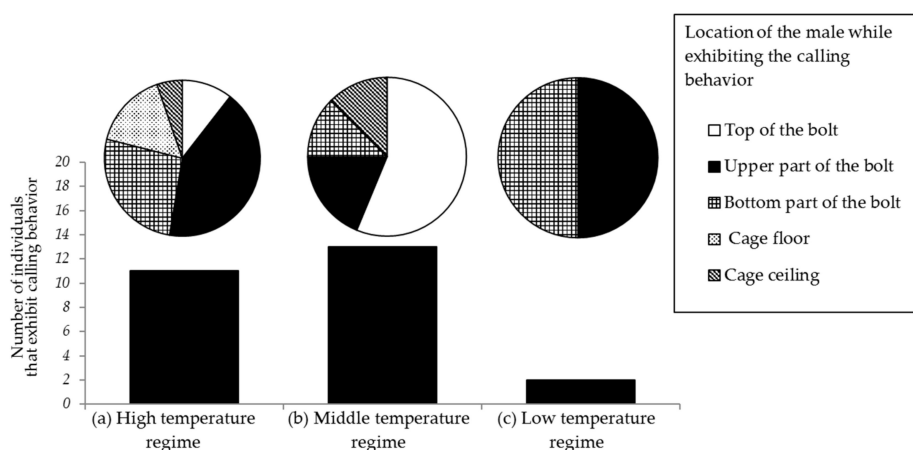 Location of the male while
exhibiting the calling
behavior
Top of the bolt
Upper part of the bolt
Bottom part of the bolt
Cage floor
Cage ceiling
Number of individuals
that exhibit calling behavior
20
18
16
14
12
10
8
6
4
2
0
(a) High temperature
regime
(b) Middle temperature
regime
(c) Low temperature
regime